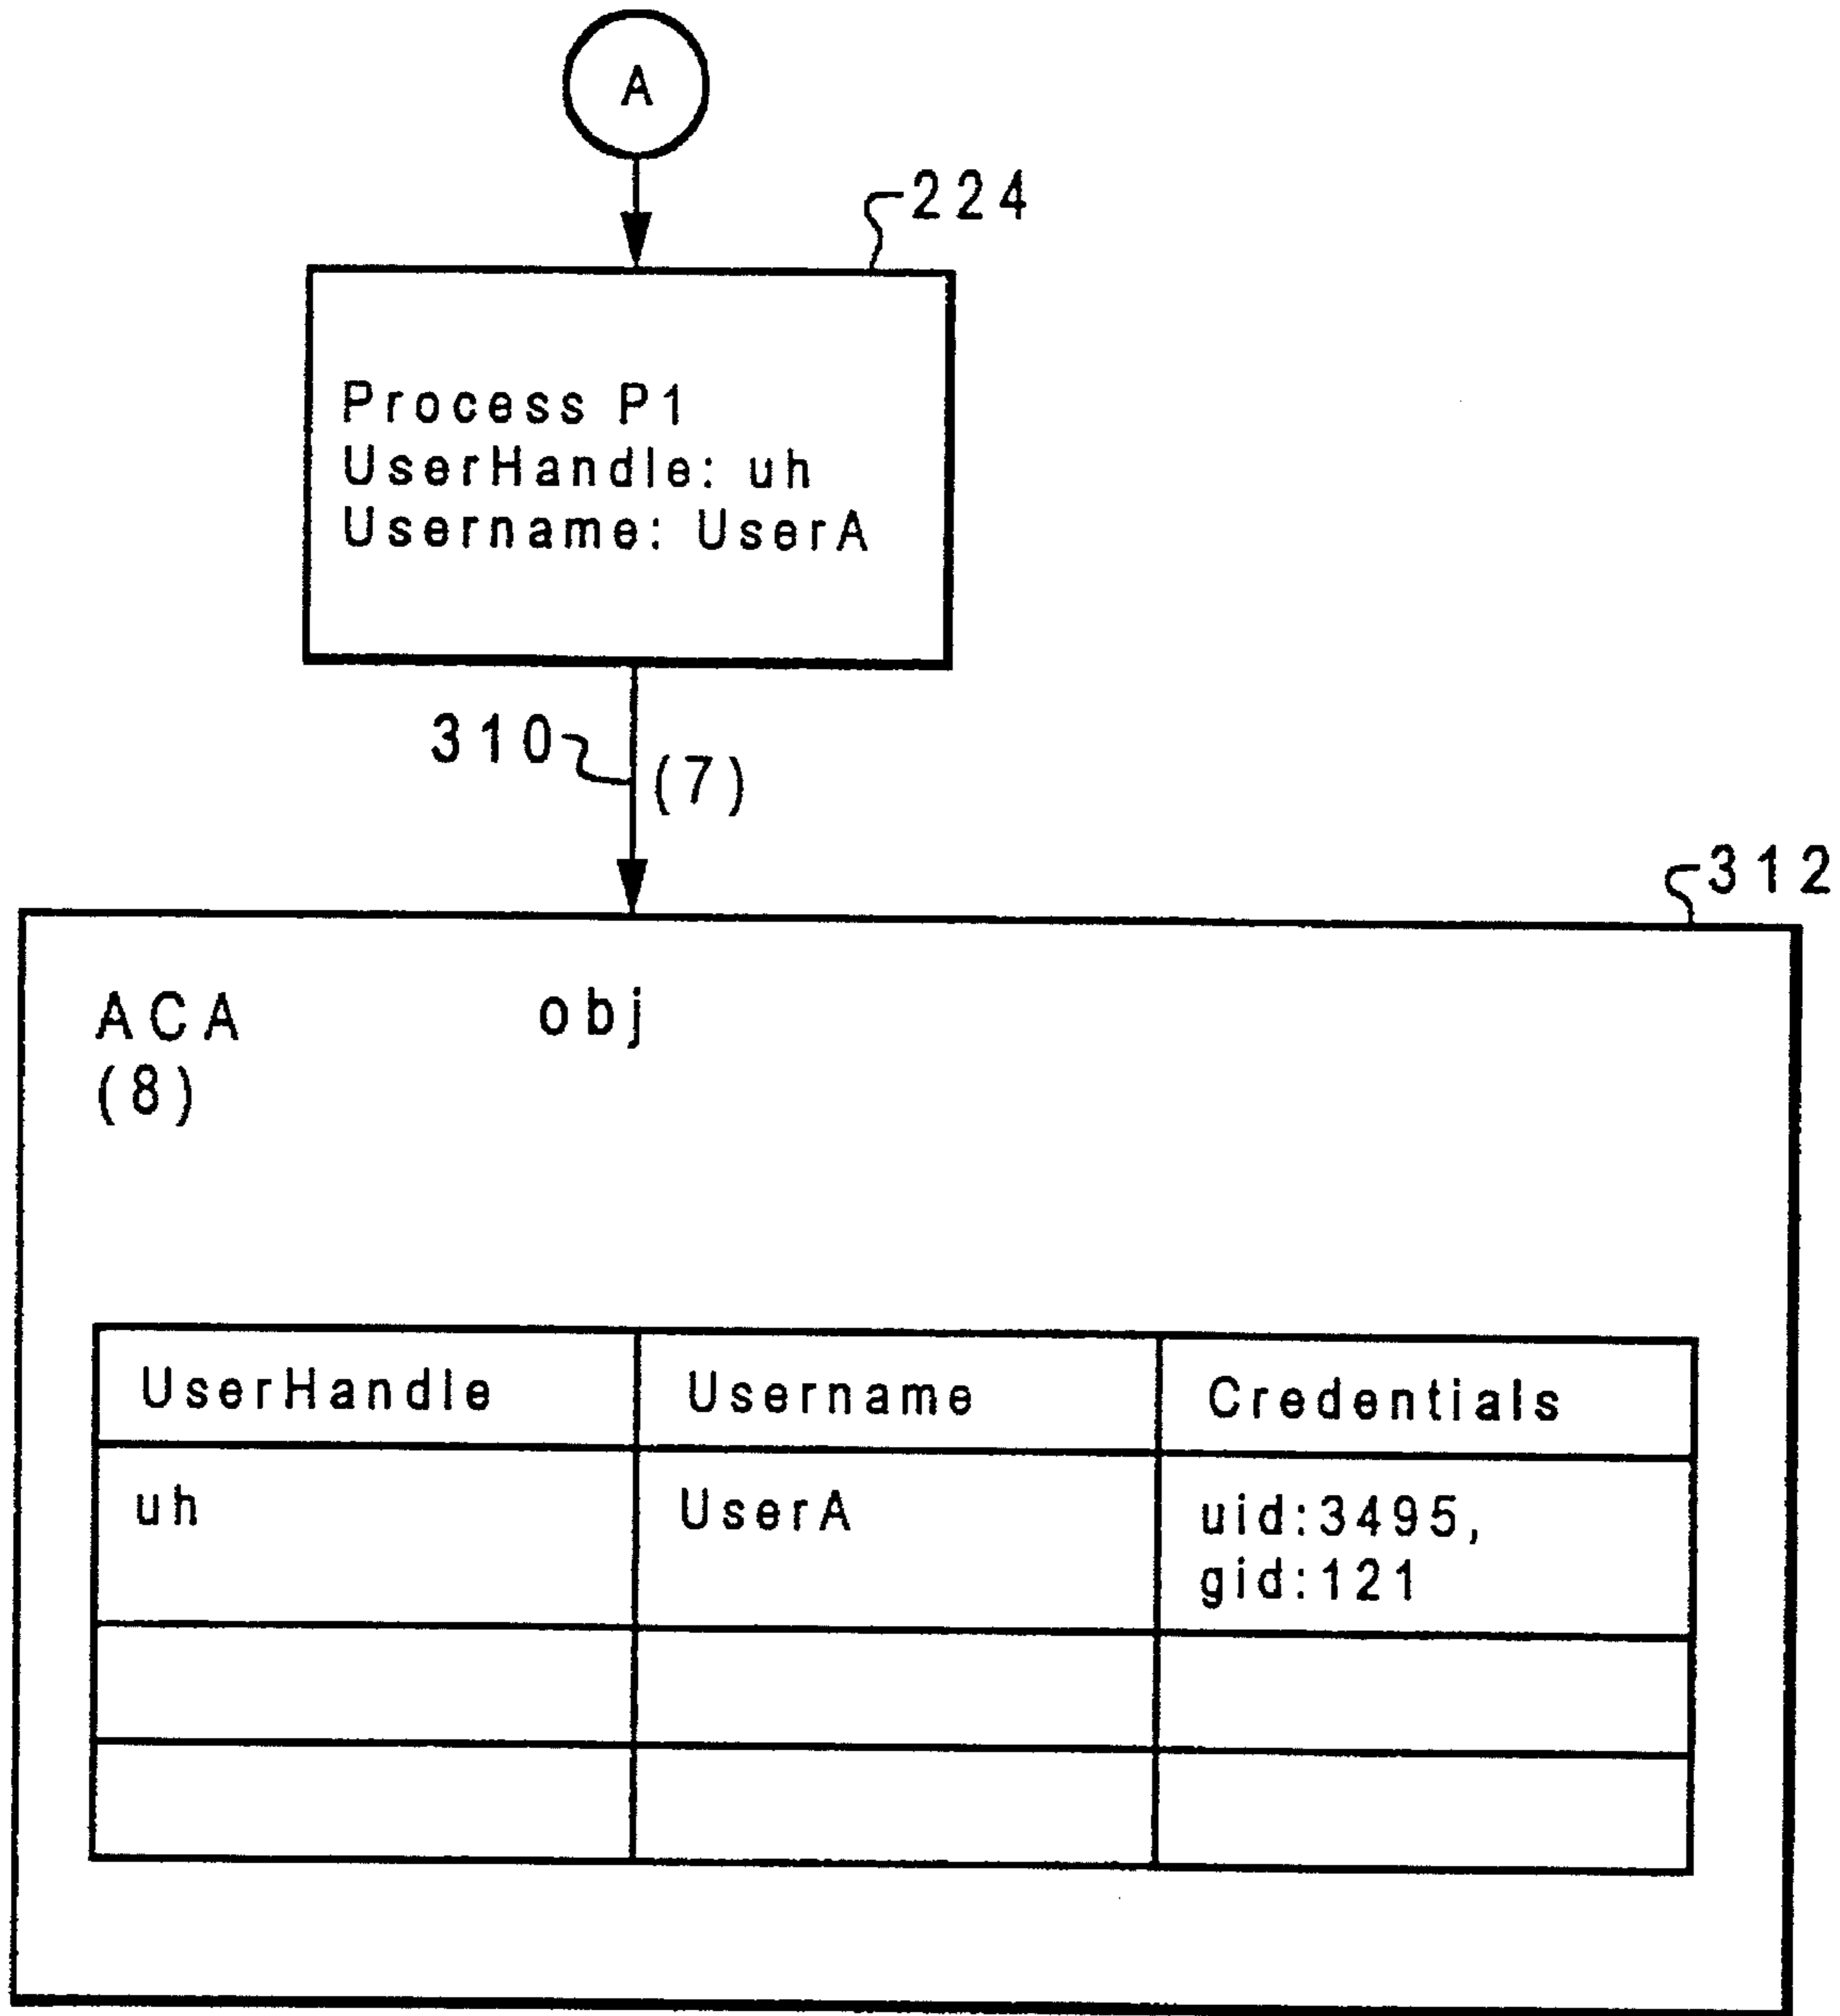 A
224
Process P1
UserHandle: uh
Username: UserA
310
(7)
312
ACA obj
(8)
UserHandle Username Credentials
uh UserA uid:3495,
gid:121